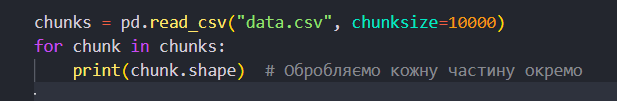 chunks = pd.read_csv("data.csv", chunksize=10000)
for chunk in chunks:
    print(chunk.shape)  # Обробляємо кожну частину окремо